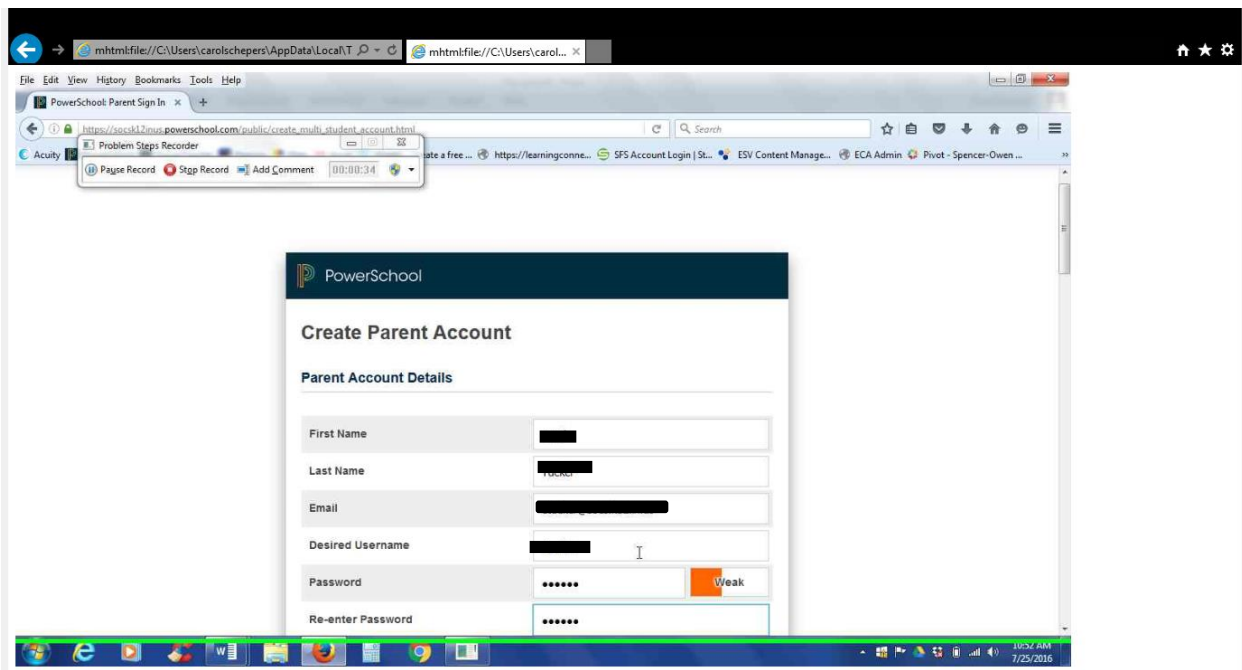 mhtml:file://C:\Users\carolschepers\AppData\Local\T
mhtml:file://C:\Users\carol...
File Edit View History Bookmarks Tools Help
PowerSchool: Parent Sign In
https://socsk12inus.powerschool.com/public/create_multi_student_account.html
Search
Problem Steps Recorder
Acuity
ate a free ... https://learningconne... SFS Account Login | St... ESV Content Manage... ECA Admin Pivot - Spencer-Owen ...
Pause Record Stop Record Add Comment 00:00:34
PowerSchool
Create Parent Account
Parent Account Details
First Name
Last Name
Email
Desired Username
Password
Weak
Re-enter Password
10:52 AM
7/25/2016